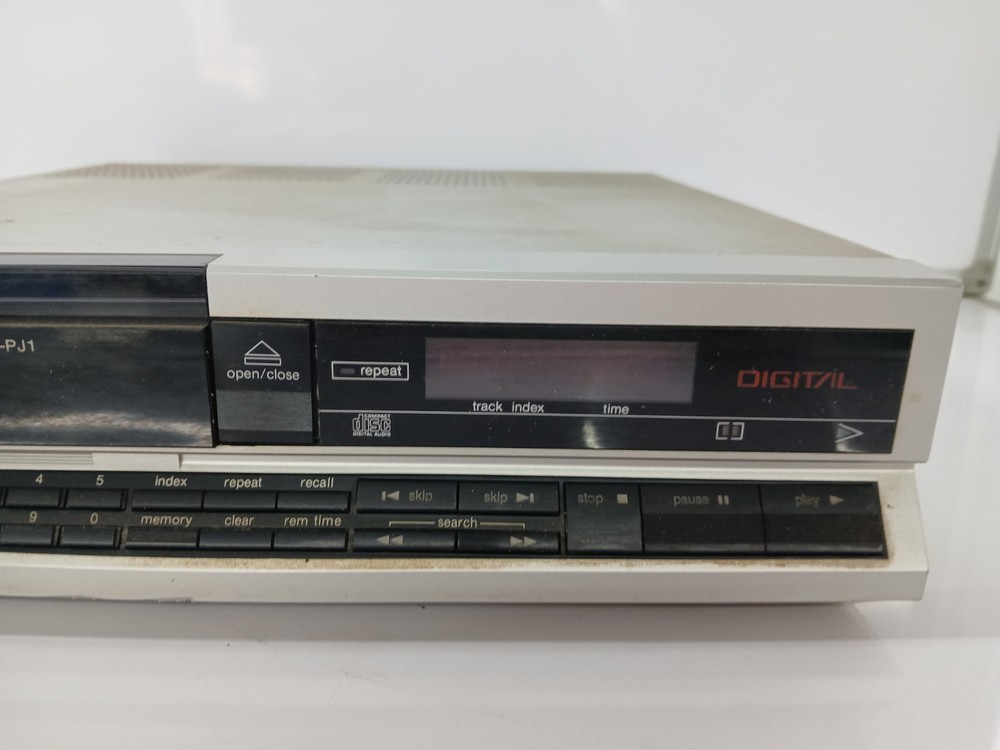 -PJ1
open/close
repeat
DIGITAL
track index time
COMPACT
disc
DIGITAL AUDIO
4 5 index repeat recall
skip skip stop pause play
9 0 memory clear rem time search